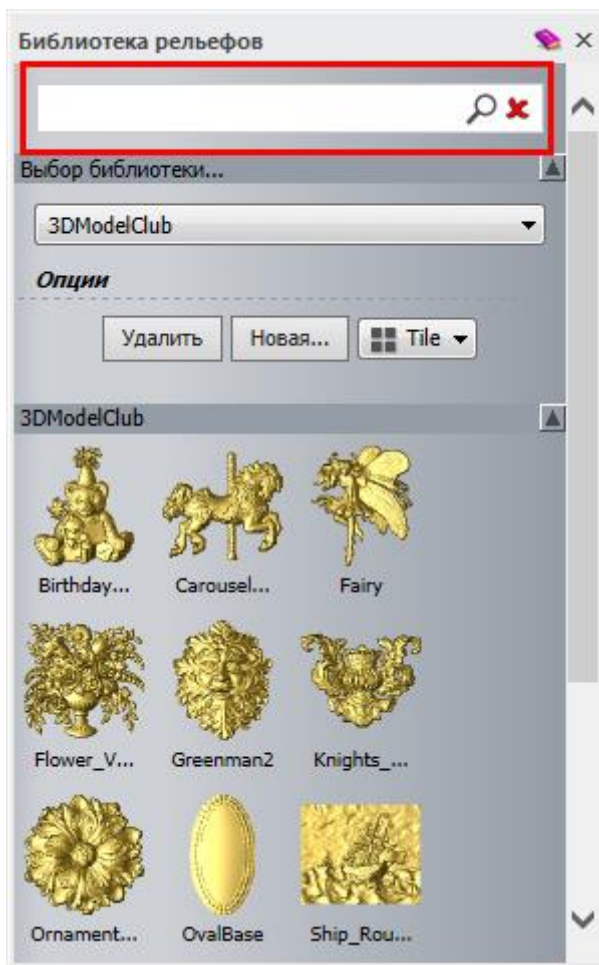 Библиотека рельефов
Выбор библиотеки...
3DModelClub
Опции
Удалить Новая... Tile
3DModelClub
Birthday... Carousel... Fairy
Flower_V... Greenman2 Knights_...
Ornament... OvalBase Ship_Rou...